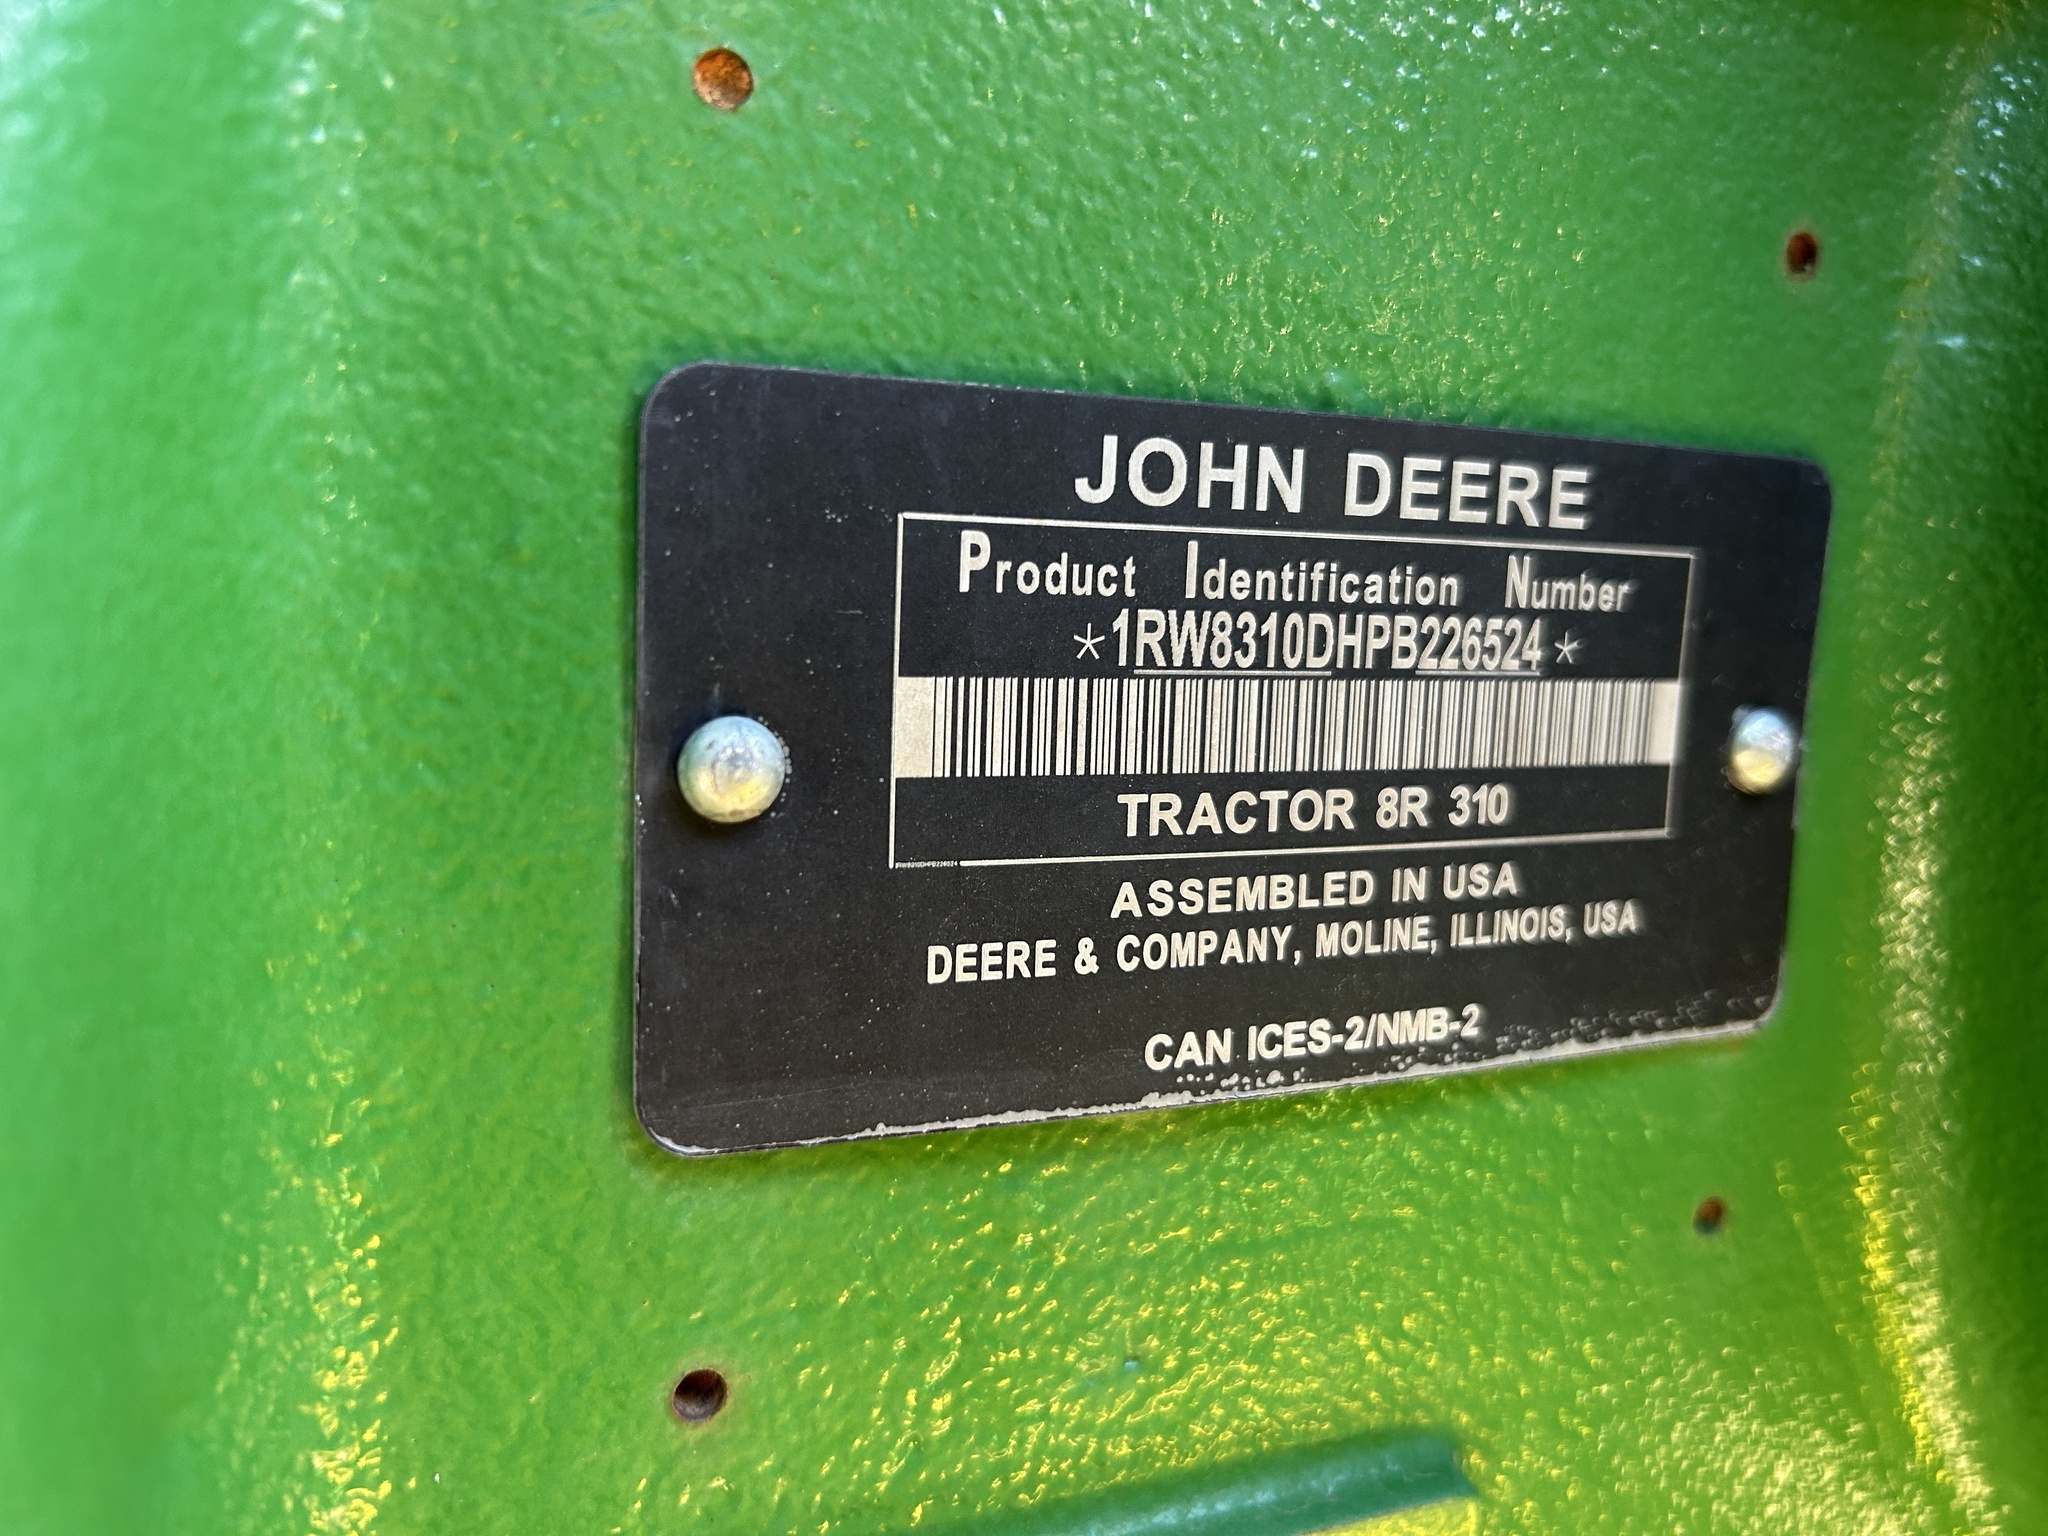 JOHN DEERE
Product Identification Number
*1RW8310DHPB226524*
TRACTOR 8R 310
1RW8310DHPB226524
ASSEMBLED IN USA
DEERE & COMPANY, MOLINE, ILLINOIS, USA
CAN ICES-2/NMB-2